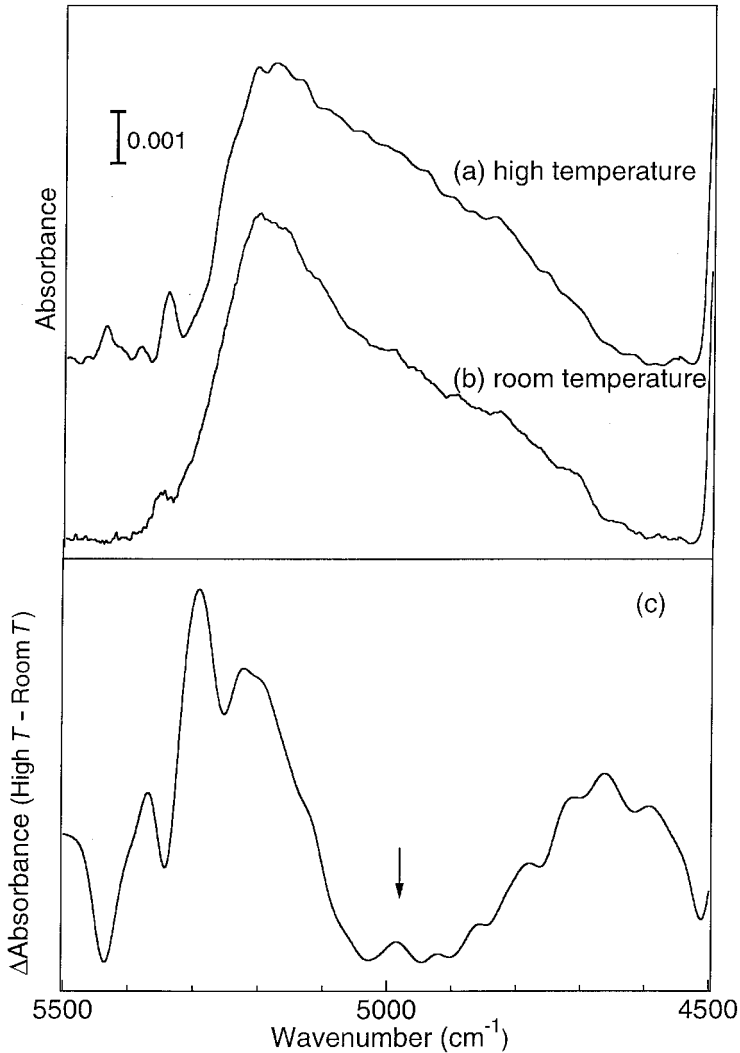 Absorbance
0.001
(a) high temperature
(b) room temperature
ΔAbsorbance (High T - Room T)
(c)
5500
5000
4500
Wavenumber (cm⁻¹)